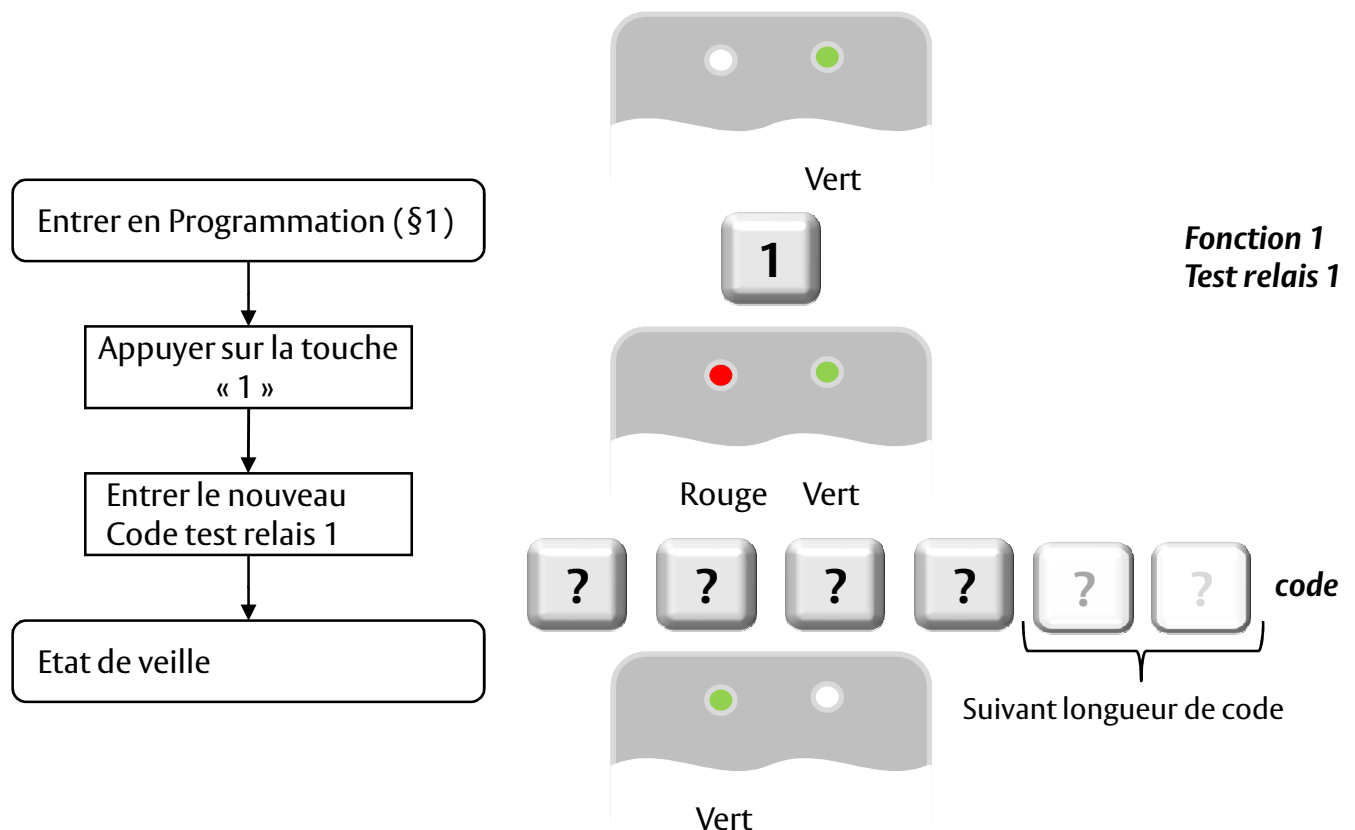 Vert
Entrer en Programmation (§1)
1
Fonction 1
Test relais 1
Appuyer sur la touche
« 1 »
Rouge Vert
Entrer le nouveau
Code test relais 1
? ? ? ? ? ? code
Etat de veille
Suivant longueur de code
Vert